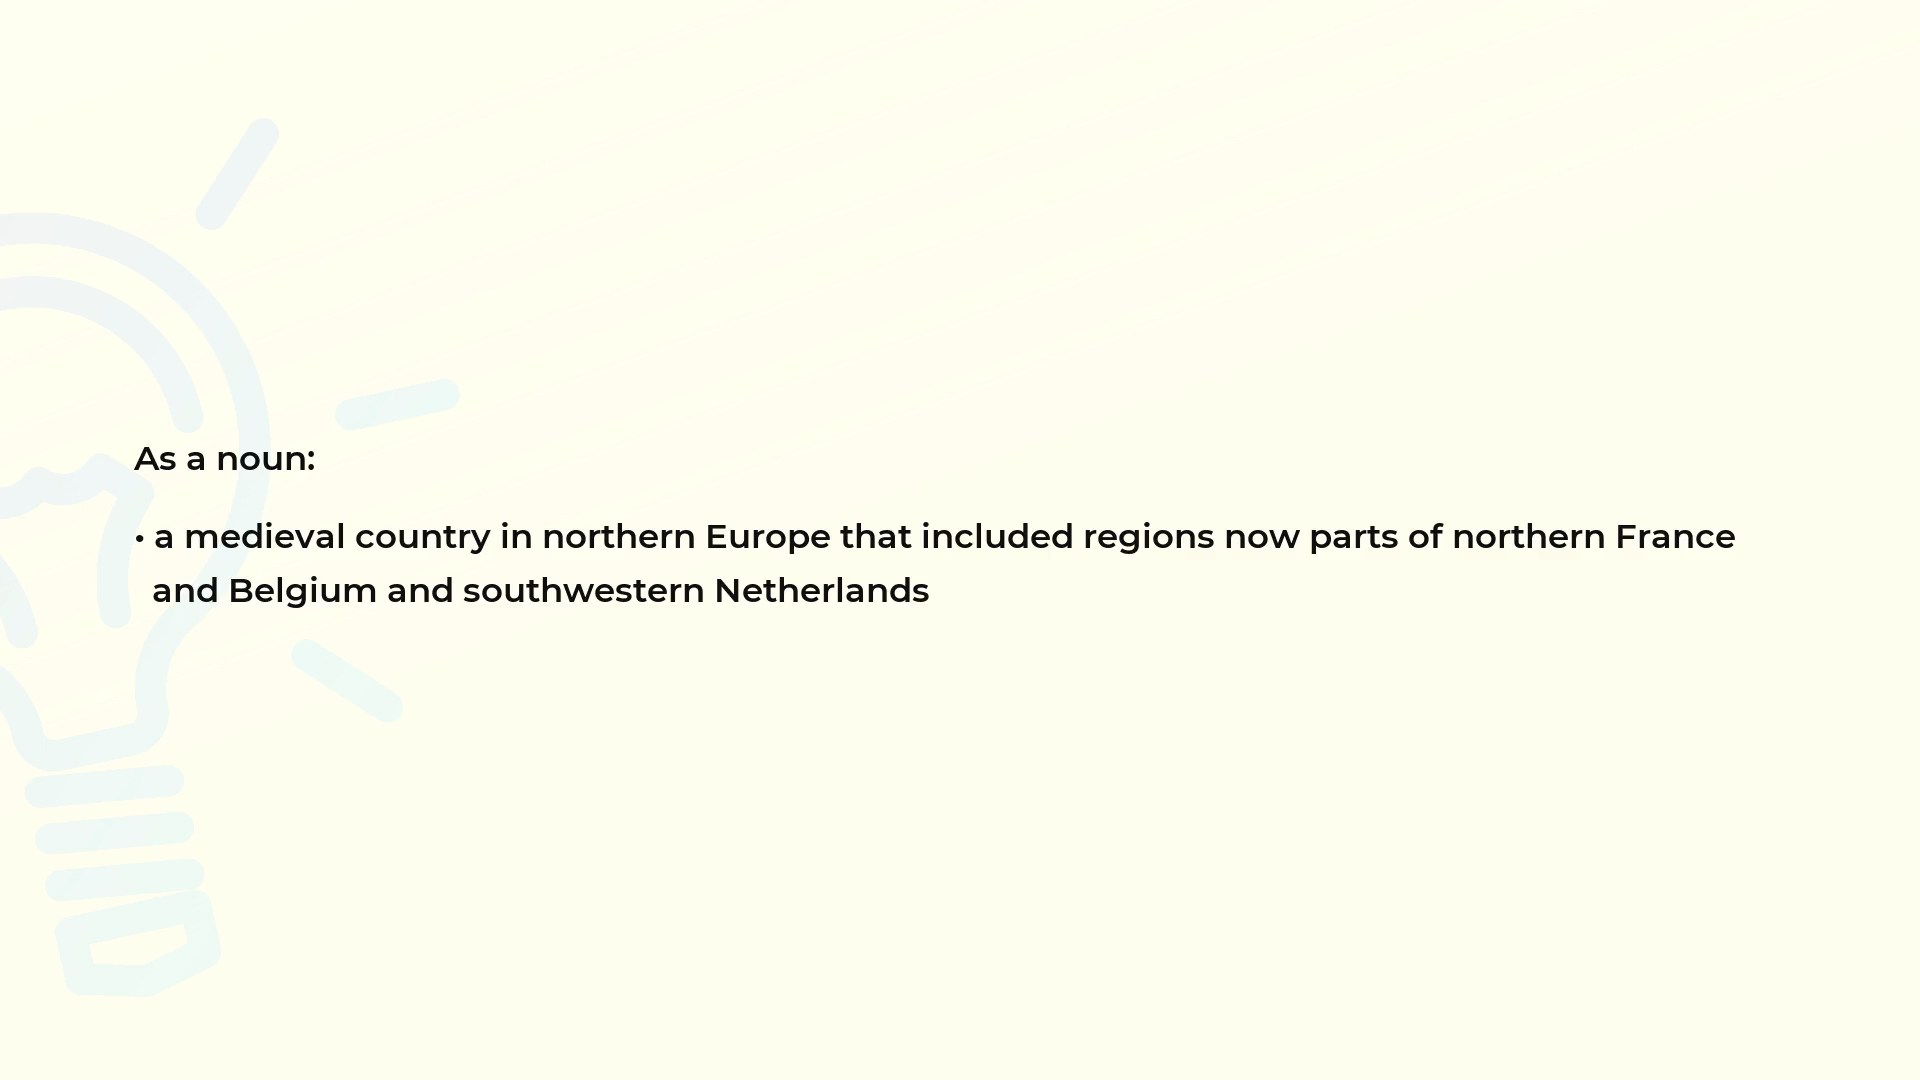 As a noun:
• a medieval country in northern Europe that included regions now parts of northern France
and Belgium and southwestern Netherlands